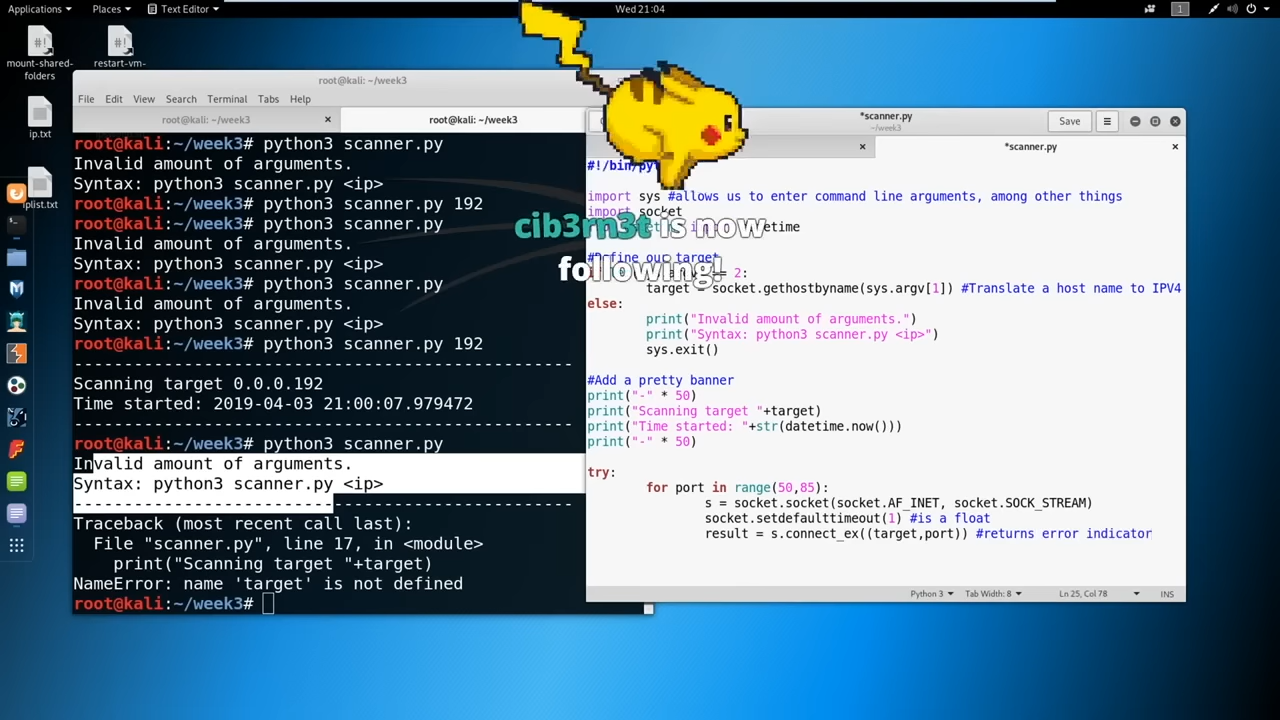 Applications
Places
Text Editor
Wed 21:04
1
mount-shared-
folders
restart-vm-
ip.txt
iplist.txt
root@kali: ~/week3
File Edit View Search Terminal Tabs Help
root@kali: ~/week3
root@kali: ~/week3
root@kali:~/week3# python3 scanner.py
Invalid amount of arguments.
Syntax: python3 scanner.py <ip>
root@kali:~/week3# python3 scanner.py 192
root@kali:~/week3# python3 scanner.py
Invalid amount of arguments.
Syntax: python3 scanner.py <ip>
root@kali:~/week3# python3 scanner.py
Invalid amount of arguments.
Syntax: python3 scanner.py <ip>
root@kali:~/week3# python3 scanner.py 192
--------------------------------------------------
Scanning target 0.0.0.192
Time started: 2019-04-03 21:00:07.979472
--------------------------------------------------
root@kali:~/week3# python3 scanner.py
Invalid amount of arguments.
Syntax: python3 scanner.py <ip>
--------------------------------------------------
Traceback (most recent call last):
File "scanner.py", line 17, in <module>
print("Scanning target "+target)
NameError: name 'target' is not defined
root@kali:~/week3#
cib3rn3t is now
following!
*scanner.py
~/week3
Save
*scanner.py
#!/bin/py
import sys #allows us to enter command line arguments, among other things
import socket
#Define our target
== 2:
target = socket.gethostbyname(sys.argv[1]) #Translate a host name to IPV4
else:
print("Invalid amount of arguments.")
print("Syntax: python3 scanner.py <ip>")
sys.exit()
#Add a pretty banner
print("-" * 50)
print("Scanning target "+target)
print("Time started: "+str(datetime.now()))
print("-" * 50)
try:
for port in range(50,85):
s = socket.socket(socket.AF_INET, socket.SOCK_STREAM)
socket.setdefaulttimeout(1) #is a float
result = s.connect_ex((target,port)) #returns error indicator
Python 3
Tab Width: 8
Ln 25, Col 78
INS